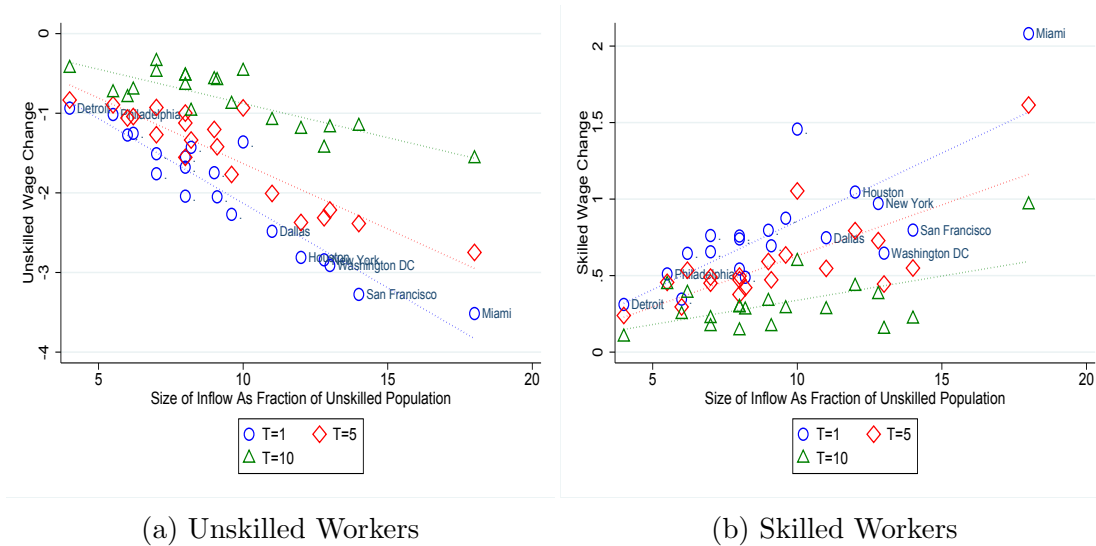 0
-1
-2
-3
-4
Unskilled Wage Change
Detroit
Philadelphia
Dallas
Houston
New York
Washington DC
San Francisco
Miami
5
10
15
20
Size of Inflow As Fraction of Unskilled Population
T=1
T=5
T=10
(a) Unskilled Workers
2
1.5
1
.5
0
Skilled Wage Change
Miami
Houston
New York
San Francisco
Dallas
Washington DC
Philadelphia
Detroit
5
10
15
20
Size of Inflow As Fraction of Unskilled Population
T=1
T=5
T=10
(b) Skilled Workers